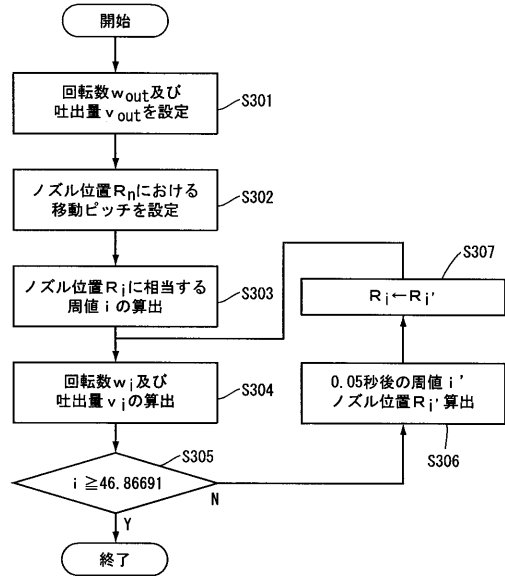 開始
回転数wout及び
吐出量voutを設定
S301
ノズル位置Rnにおける
移動ピッチを設定
S302
ノズル位置Riに相当する
周値iの算出
S303
回転数wi及び
吐出量viの算出
S304
S305
i≧46.86691
N
Y
終了
S307
Ri←Ri'
0.05秒後の周値i'
ノズル位置Ri'算出
S306